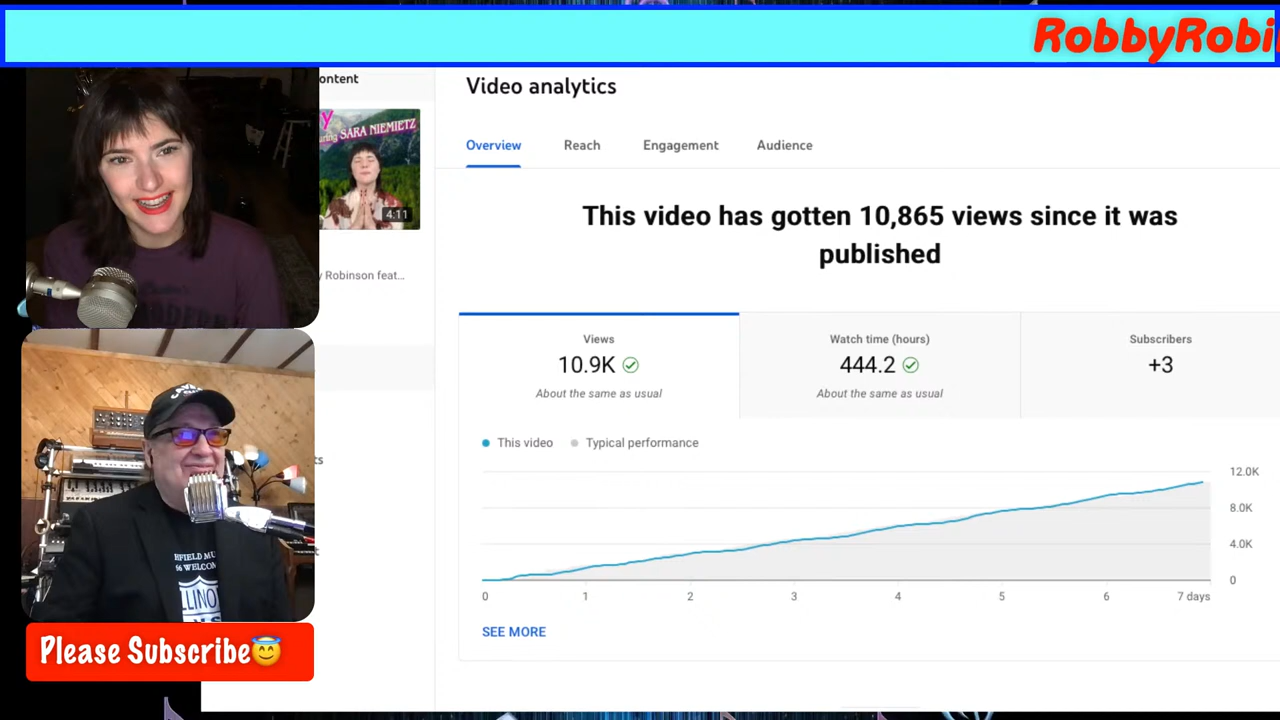 RobbyRobi
ontent
Video analytics
Overview Reach Engagement Audience
y
ring SARA NIEMIETZ
4:11
y Robinson feat...
This video has gotten 10,865 views since it was
published
Views
10.9K
About the same as usual
Watch time (hours)
444.2
About the same as usual
Subscribers
+3
This video Typical performance
12.0K
8.0K
4.0K
0
0 1 2 3 4 5 6 7 days
SEE MORE
ts
t
Please Subscribe😇